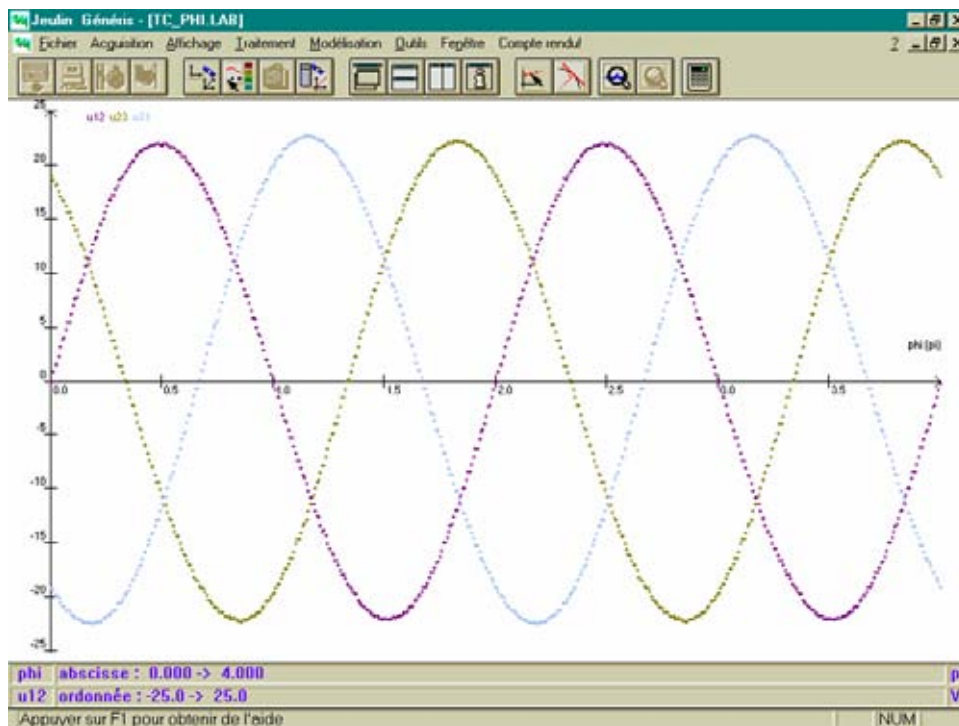 Jeulin Généris - [TC_PHI.LAB]
Fichier Acquisition Affichage Traitement Modélisation Outils Fenêtre Compte rendu! ?
25
u12 u23 u31
20
15
10
5
phi (pi)
0
0.0 0.5 1.0 1.5 2.0 2.5 3.0 3.5
-5
-10
-15
-20
-25
phi abscisse : 0.000 -> 4.000 p
u12 ordonnée : -25.0 -> 25.0 V
Appuyer sur F1 pour obtenir de l'aide NUM